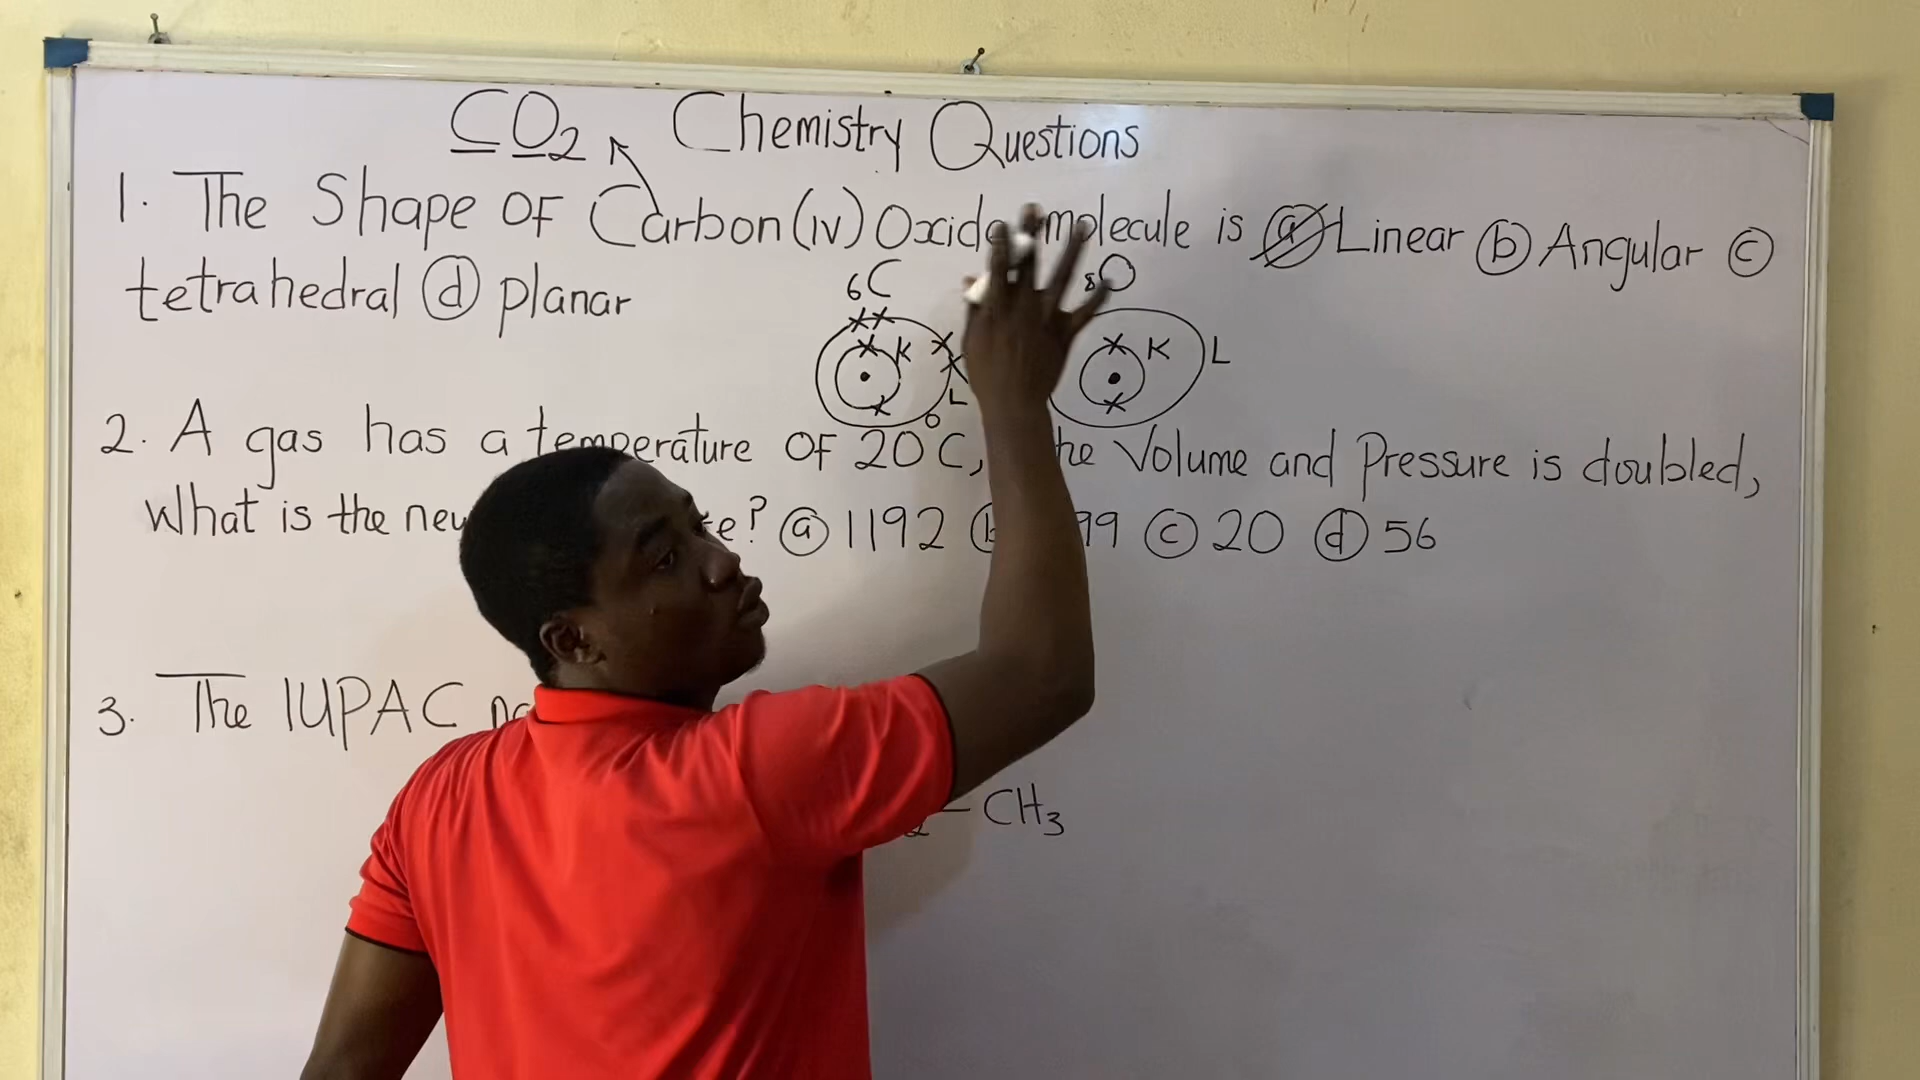 CO2 Chemistry Questions
1. The Shape OF Carbon(iv) Oxide molecule is (a) Linear (b) Angular (c)
tetrahedral (d) planar
6C 8O
K L K L
2. A gas has a temperature OF 20°C, the Volume and Pressure is doubled,
What is the new ? (a) 1192 99 (c) 20 (d) 56
3. The IUPAC
2 - CH3